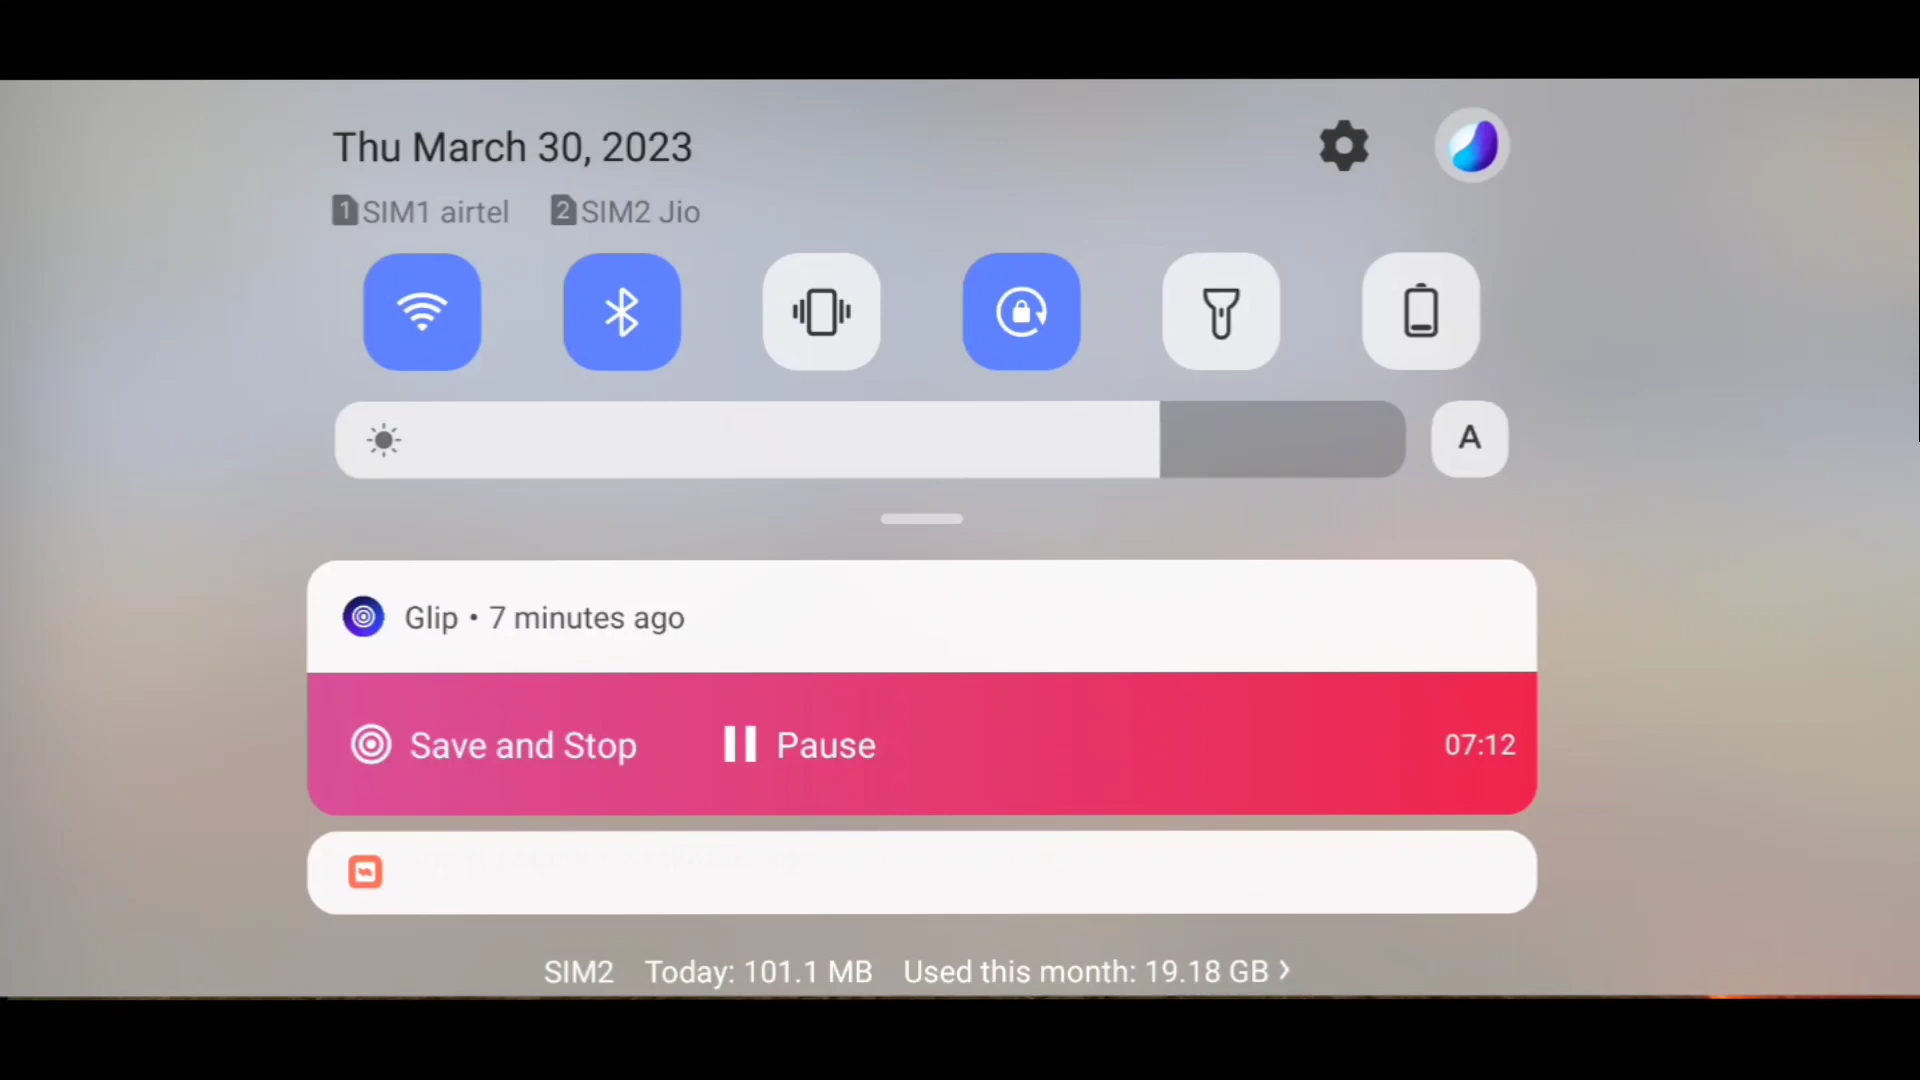 Thu March 30, 2023
1 SIM1 airtel 2 SIM2 Jio
A
Glip • 7 minutes ago
Save and Stop Pause 07:12
SIM2 Today: 101.1 MB Used this month: 19.18 GB >